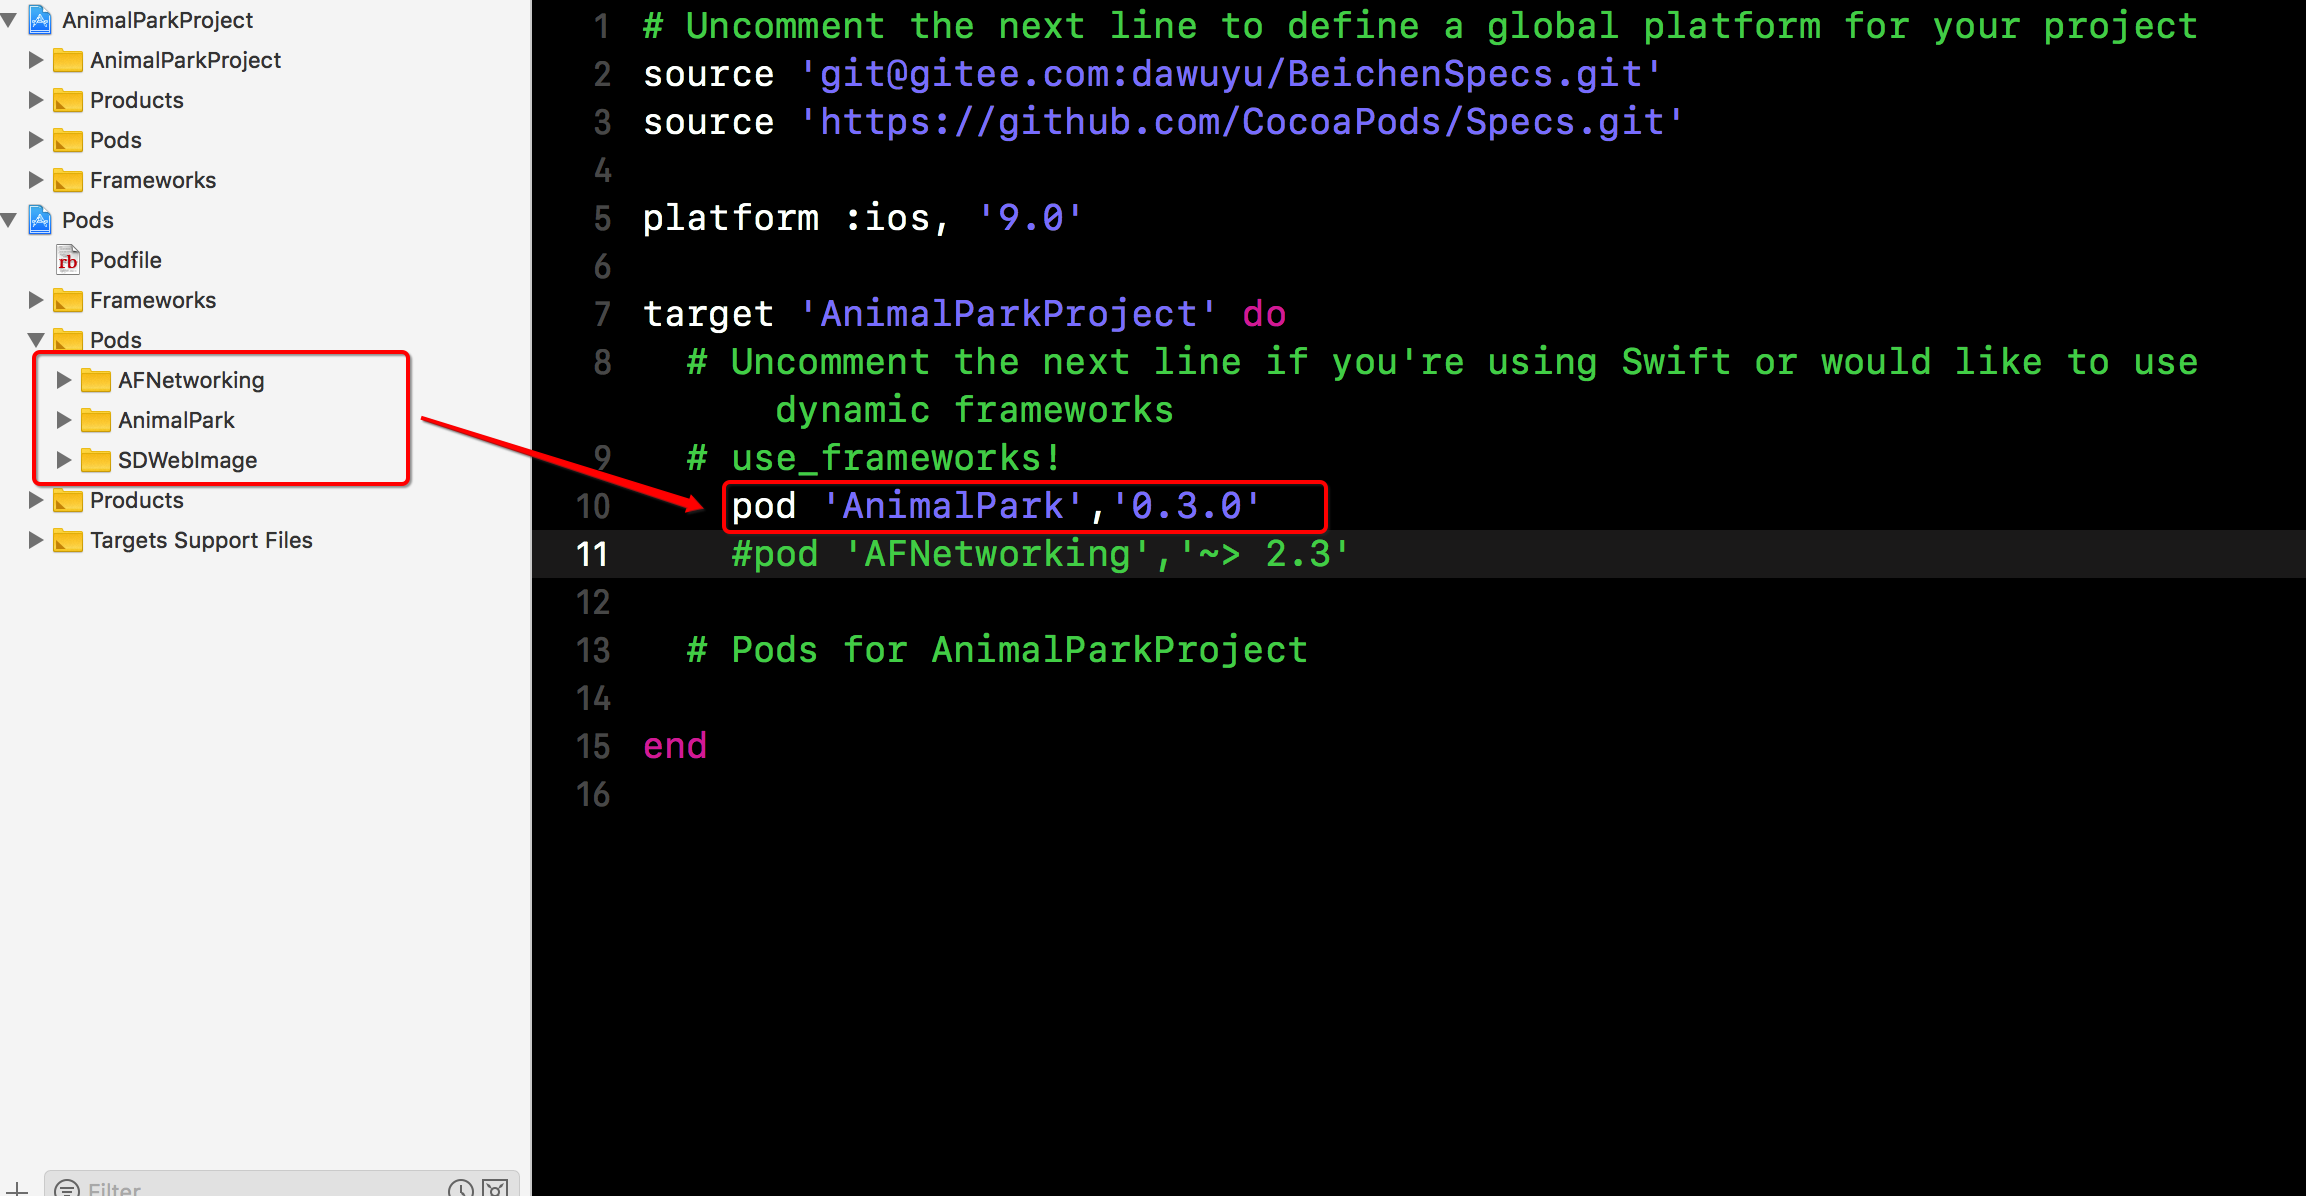 AnimalParkProject
AnimalParkProject
Products
Pods
Frameworks
Pods
rb
Podfile
Frameworks
Pods
AFNetworking
AnimalPark
SDWebImage
Products
Targets Support Files
Filter
1 # Uncomment the next line to define a global platform for your project
2 source 'git@gitee.com:dawuyu/BeichenSpecs.git'
3 source 'https://github.com/CocoaPods/Specs.git'
4
5 platform :ios, '9.0'
6
7 target 'AnimalParkProject' do
8 # Uncomment the next line if you're using Swift or would like to use
dynamic frameworks
9 # use_frameworks!
10 pod 'AnimalPark','0.3.0'
11 #pod 'AFNetworking','~> 2.3'
12
13 # Pods for AnimalParkProject
14
15 end
16